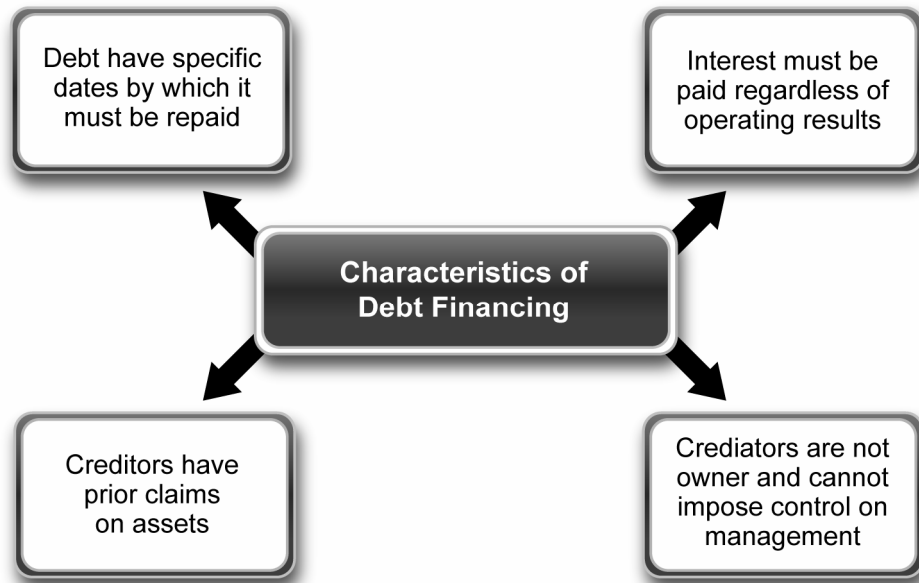 Debt have specific
dates by which it
must be repaid
Interest must be
paid regardless of
operating results
Characteristics of
Debt Financing
Creditors have
prior claims
on assets
Crediators are not
owner and cannot
impose control on
management